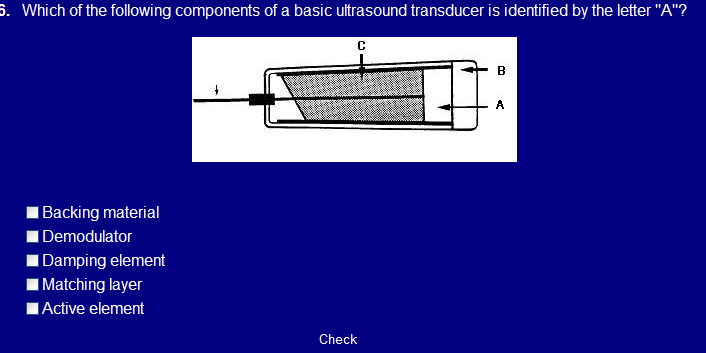 6. Which of the following components of a basic ultrasound transducer is identified by the letter "A"?
C
B
A
Backing material
Demodulator
Damping element
Matching layer
Active element
Check